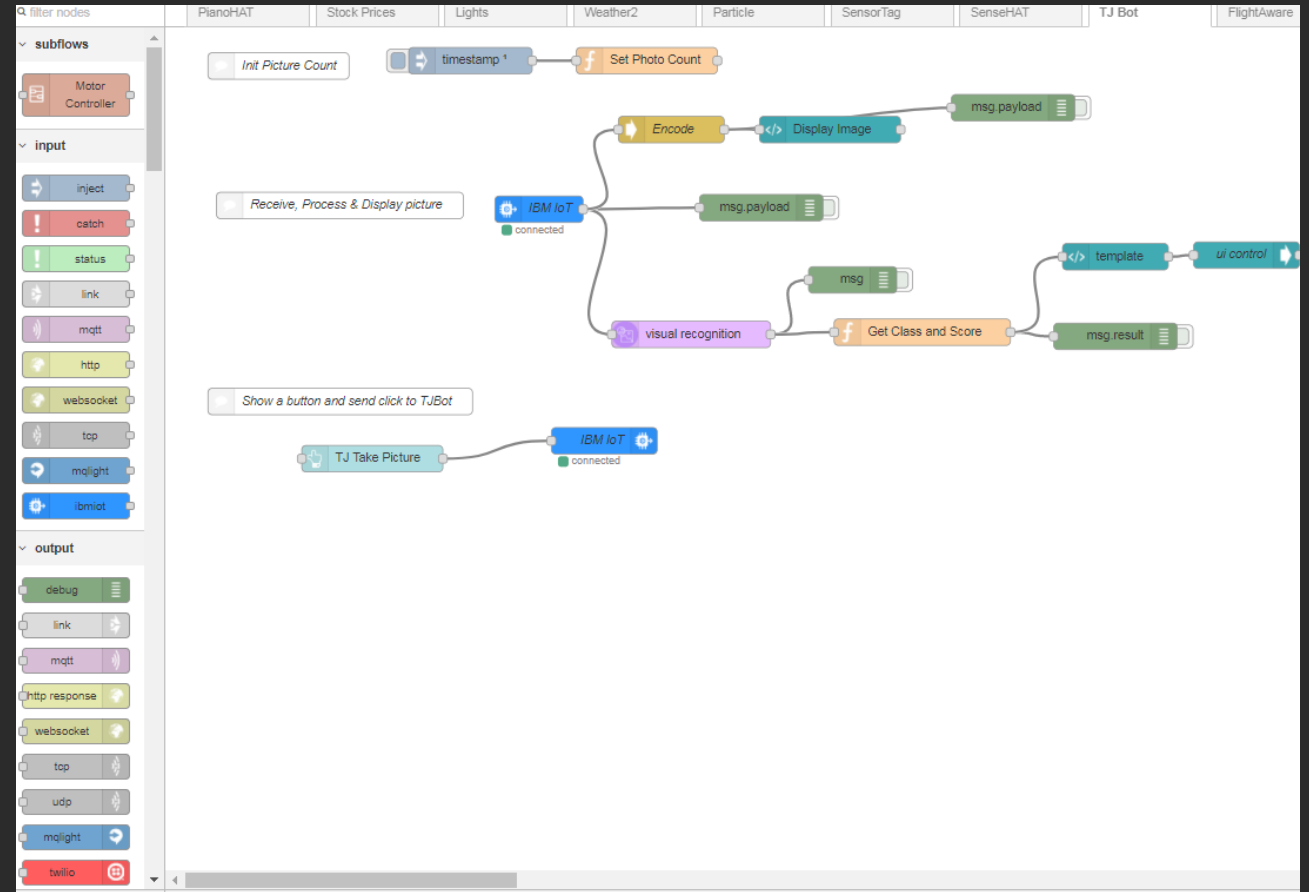 filter nodes
PianoHAT
Stock Prices
Lights
Weather2
Particle
SensorTag
SenseHAT
TJ Bot
FlightAware
subflows
Motor
Controller
input
inject
catch
status
link
mqtt
http
websocket
tcp
mqlight
ibmiot
output
debug
link
mqtt
http response
websocket
tcp
udp
mqlight
twilio
Init Picture Count
timestamp ¹
Set Photo Count
msg.payload
Encode
</> Display Image
Receive, Process & Display picture
IBM IoT
connected
msg.payload
</> template
ui control
msg
visual recognition
f Get Class and Score
msg.result
Show a button and send click to TJBot
TJ Take Picture
IBM IoT
connected